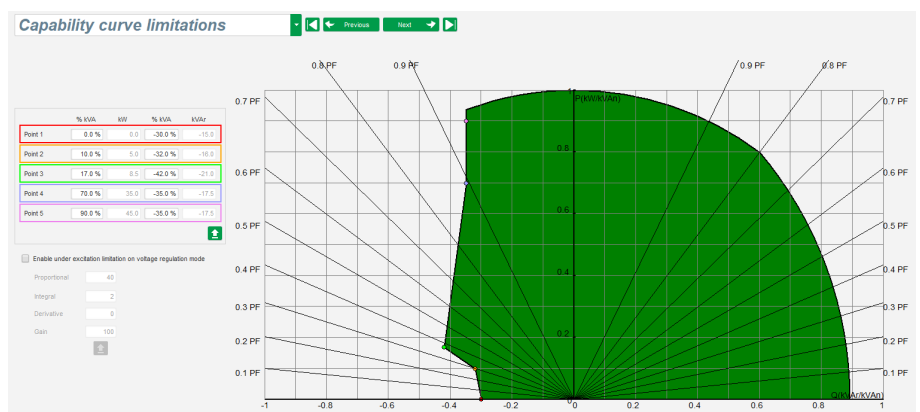 Capability curve limitations
Previous
Next
0.8 PF
0.9 PF
0.9 PF
0.8 PF
0.7 PF
P(kW/kVAn)
0.7 PF
% kVA kW % kVA kVAr
Point 1 0.0 % 0.0 -30.0 % -15.0
Point 2 10.0 % 5.0 -32.0 % -16.0
Point 3 17.0 % 8.5 -42.0 % -21.0
Point 4 70.0 % 35.0 -35.0 % -17.5
Point 5 90.0 % 45.0 -35.0 % -17.5
0.8
0.6 PF
0.6 PF
0.6
0.5 PF
0.5 PF
Enable under excitation limitation on voltage regulation mode
0.4 PF
0.4
0.4 PF
Proportional 40
Integral 2
Derivative 8
Gain 100
0.3 PF
0.3 PF
0.2 PF
0.2
0.2 PF
0.1 PF
0.1 PF
-1 -0.8 -0.6 -0.4 -0.2 0.2 0.4 0.6 0.8 1